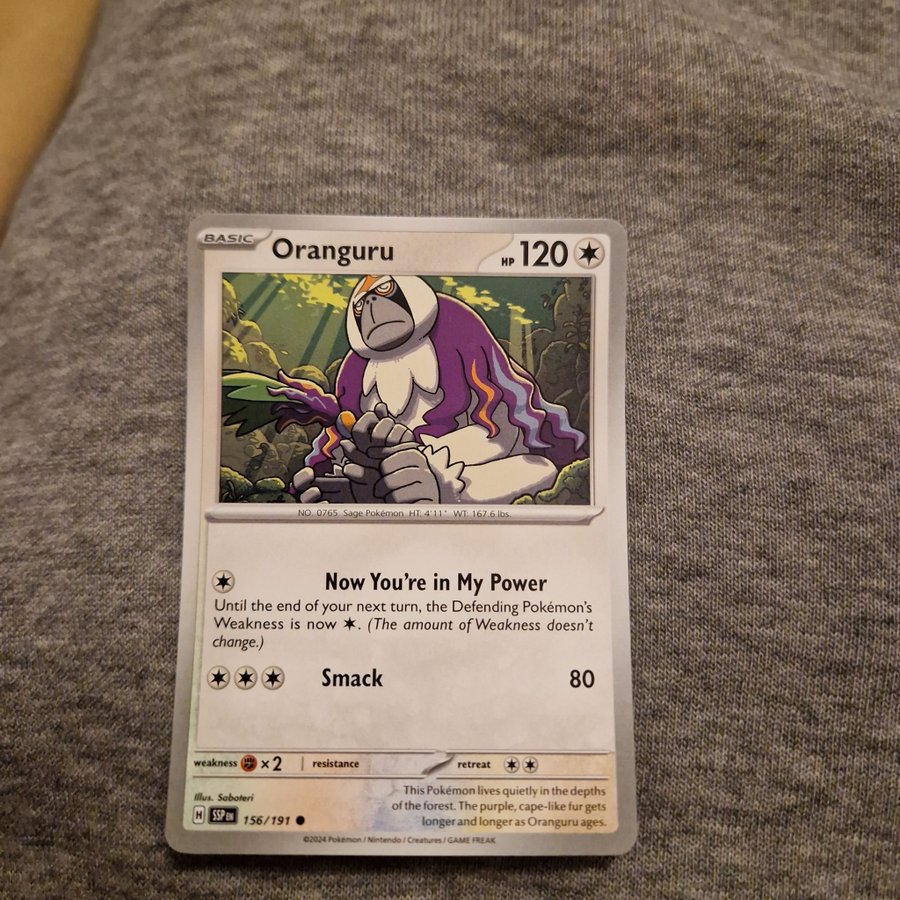 BASIC Oranguru HP 120
NO. 0765 Sage Pokémon HT: 4'11" WT: 167.6 lbs.
Now You're in My Power
Until the end of your next turn, the Defending Pokémon's
Weakness is now ✶. (The amount of Weakness doesn't
change.)
Smack 80
weakness ×2 resistance retreat
Illus. Saboteri
This Pokémon lives quietly in the depths
of the forest. The purple, cape-like fur gets
longer and longer as Oranguru ages.
H SSP EN 156/191
©2024 Pokémon / Nintendo / Creatures / GAME FREAK